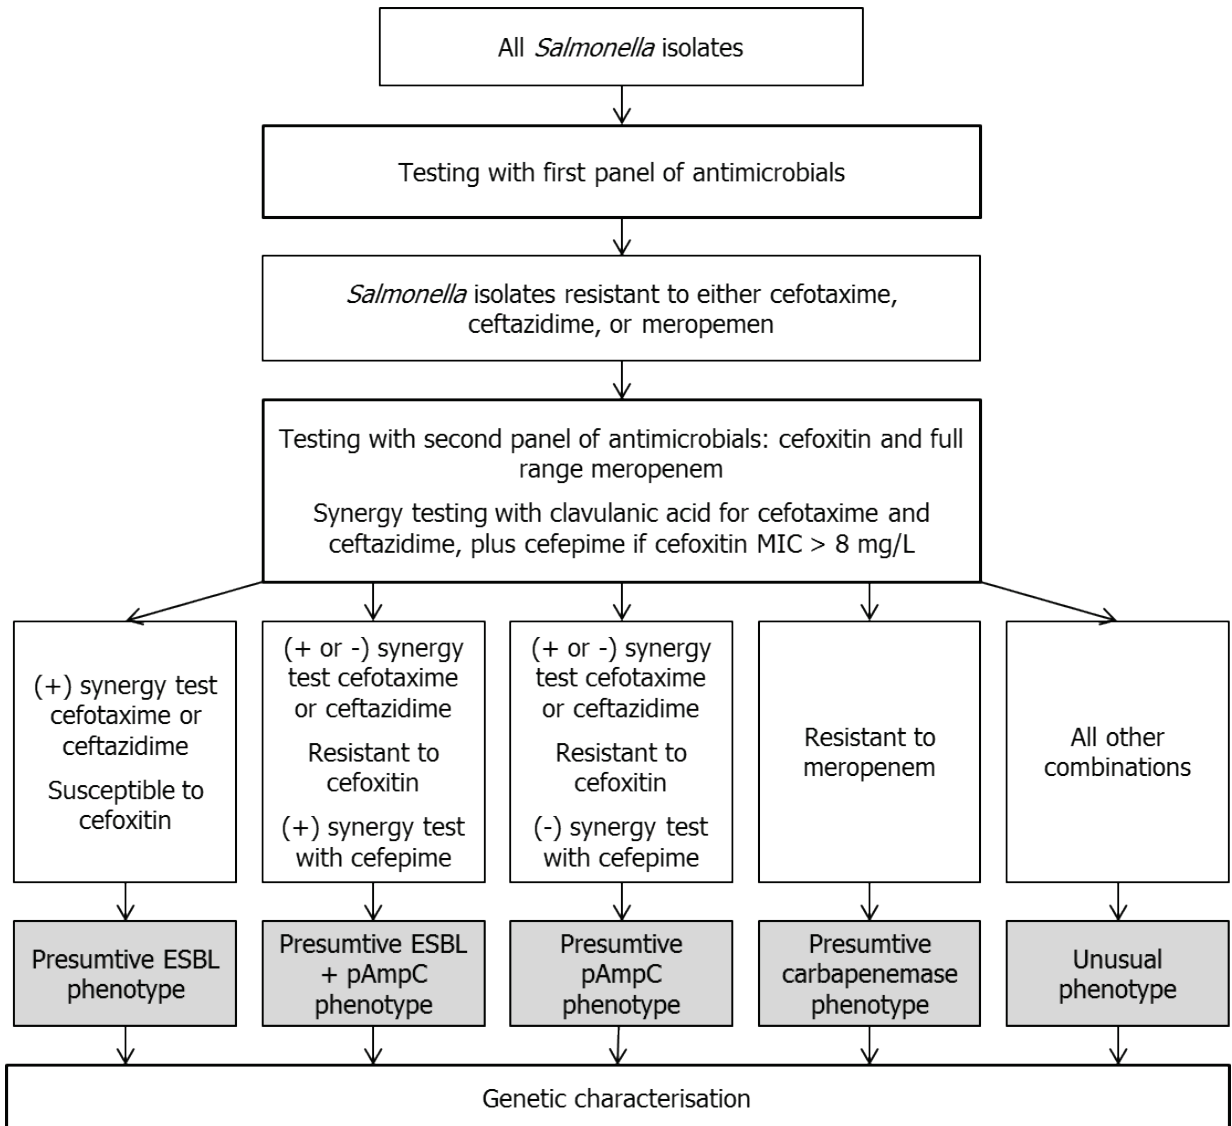 All Salmonella isolates
Testing with first panel of antimicrobials
Salmonella isolates resistant to either cefotaxime,
ceftazidime, or meropemen
Testing with second panel of antimicrobials: cefoxitin and full
range meropenem
Synergy testing with clavulanic acid for cefotaxime and
ceftazidime, plus cefepime if cefoxitin MIC > 8 mg/L
(+) synergy test
cefotaxime or
ceftazidime
Susceptible to
cefoxitin
(+ or -) synergy
test cefotaxime
or ceftazidime
Resistant to
cefoxitin
(+) synergy test
with cefepime
(+ or -) synergy
test cefotaxime
or ceftazidime
Resistant to
cefoxitin
(-) synergy test
with cefepime
Resistant to
meropenem
All other
combinations
Presumtive ESBL
phenotype
Presumtive ESBL
+ pAmpC
phenotype
Presumtive
pAmpC
phenotype
Presumtive
carbapenemase
phenotype
Unusual
phenotype
Genetic characterisation